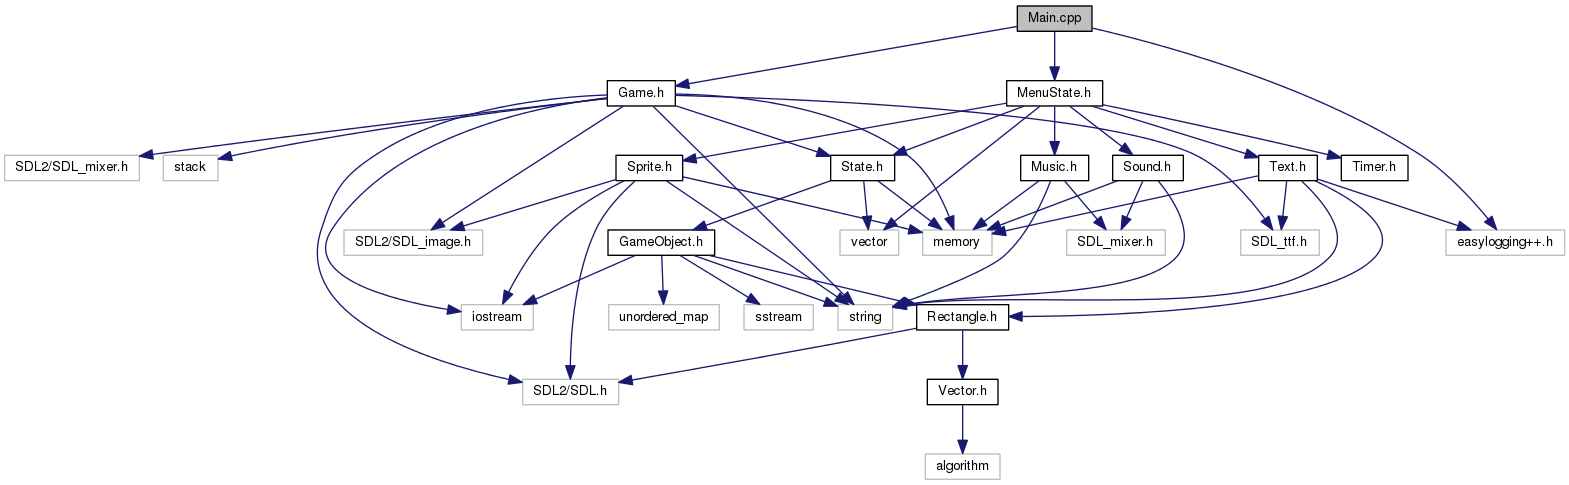 Main.cpp
Game.h
MenuState.h
SDL2/SDL_mixer.h
stack
Sprite.h
State.h
Music.h
Sound.h
Text.h
Timer.h
SDL2/SDL_image.h
GameObject.h
vector
memory
SDL_mixer.h
SDL_ttf.h
easylogging++.h
iostream
unordered_map
sstream
string
Rectangle.h
SDL2/SDL.h
Vector.h
algorithm